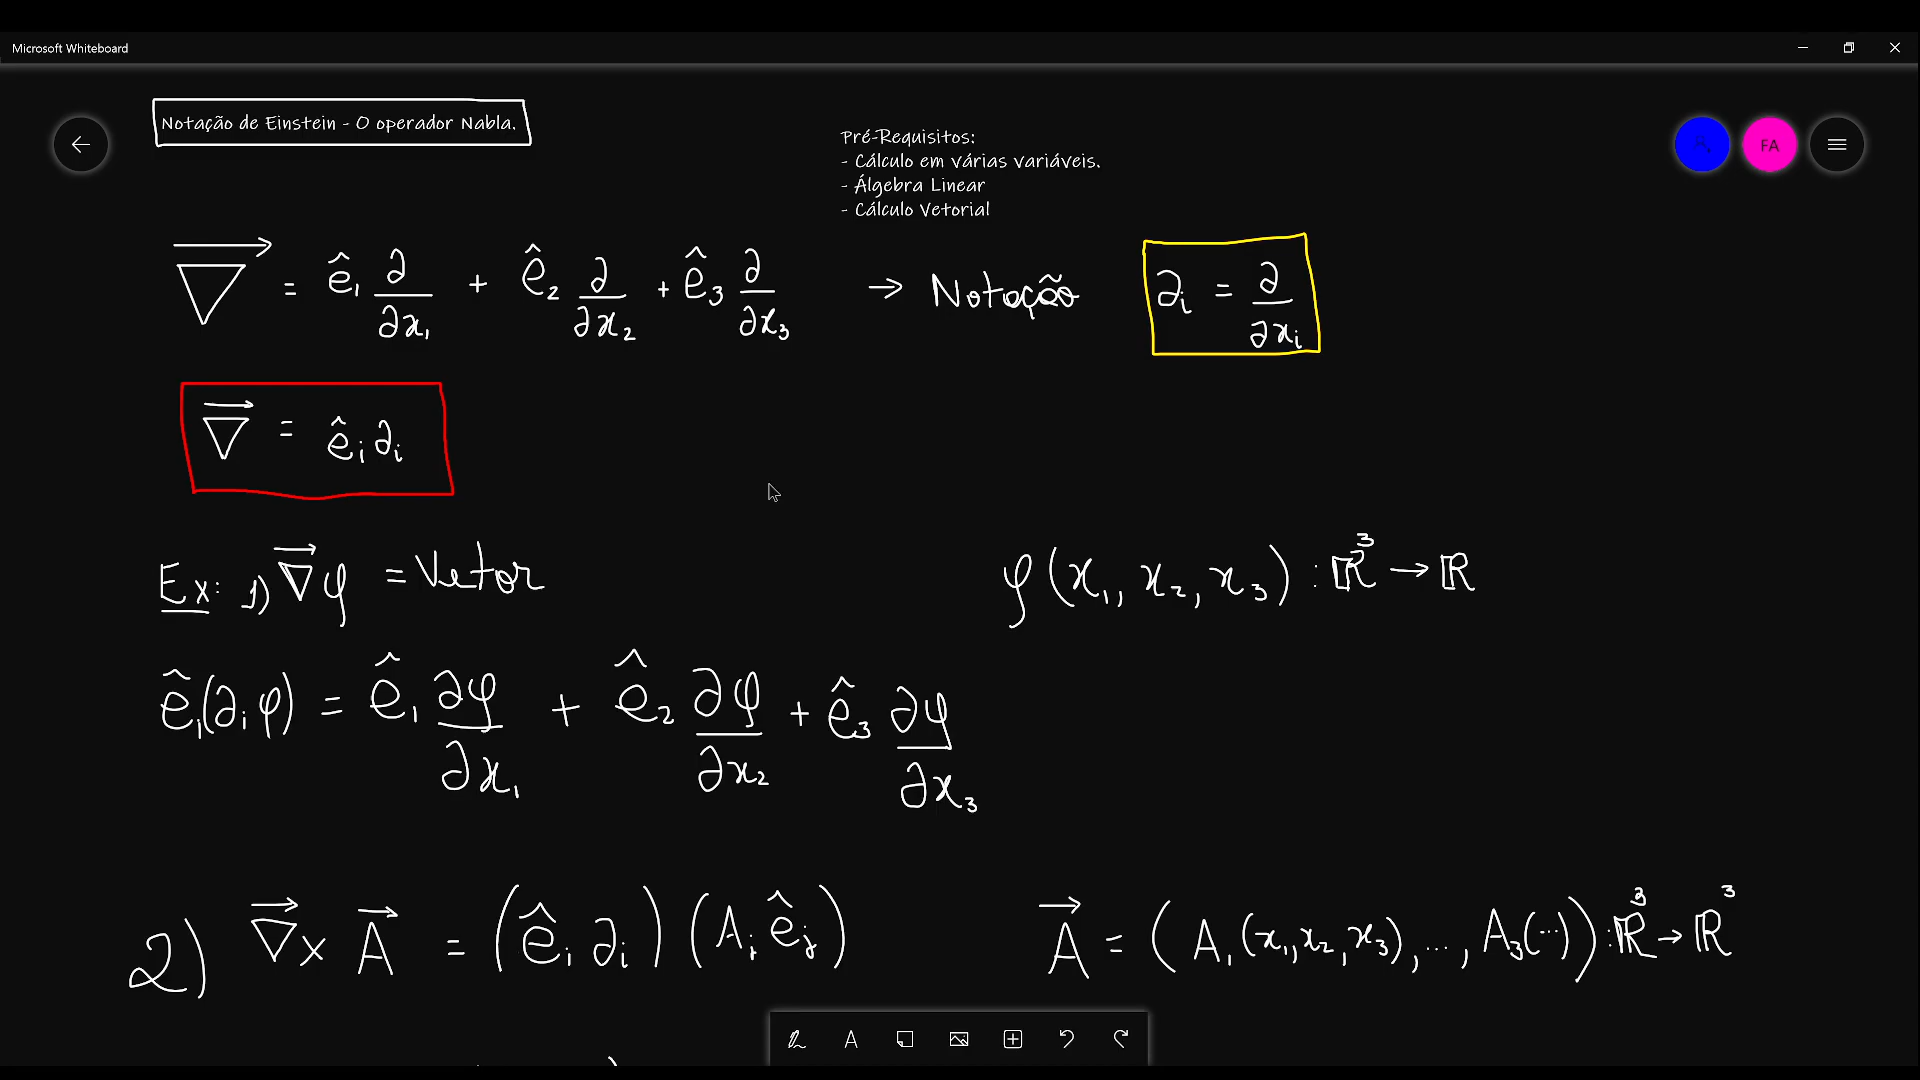 Microsoft Whiteboard
Notação de Einstein - O operador Nabla.
Pré-Requisitos:
- Cálculo em várias variáveis.
- Álgebra Linear
- Cálculo Vetorial
FA
∇⃗ = ê₁ ∂/∂x₁ + ê₂ ∂/∂x₂ + ê₃ ∂/∂x₃ → Notação ∂ᵢ = ∂/∂xᵢ
∇⃗ = êᵢ∂ᵢ
Ex: 1) ∇⃗φ = Vetor φ(x₁, x₂, x₃) : ℝ³ → ℝ
êᵢ(∂ᵢφ) = ê₁ ∂φ/∂x₁ + ê₂ ∂φ/∂x₂ + ê₃ ∂φ/∂x₃
2) ∇⃗ × A⃗ = (êᵢ ∂ᵢ) (Aⱼ êⱼ) A⃗ = (A₁(x₁, x₂, x₃), ..., A₃(...)) : ℝ³ → ℝ³